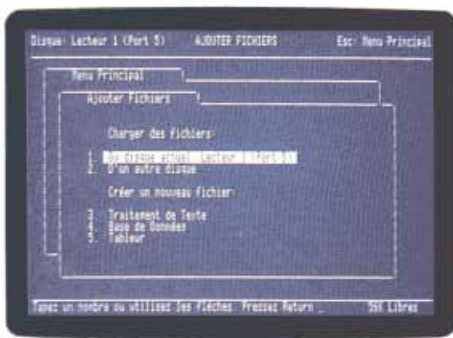 Disque: Lecteur 1 (Port 5) AJOUTER FICHIERS Esc: Menu Principal
Menu Principal
Ajouter Fichiers
Charger des fichiers:
1. Du disque actuel: Lecteur 1 (Port 5)
2. D'un autre disque
Créer un nouveau fichier:
3. Traitement de Texte
4. Base de Données
5. Tableur
Tapez un nombre ou utilisez les flèches. Pressez Return _ Libres